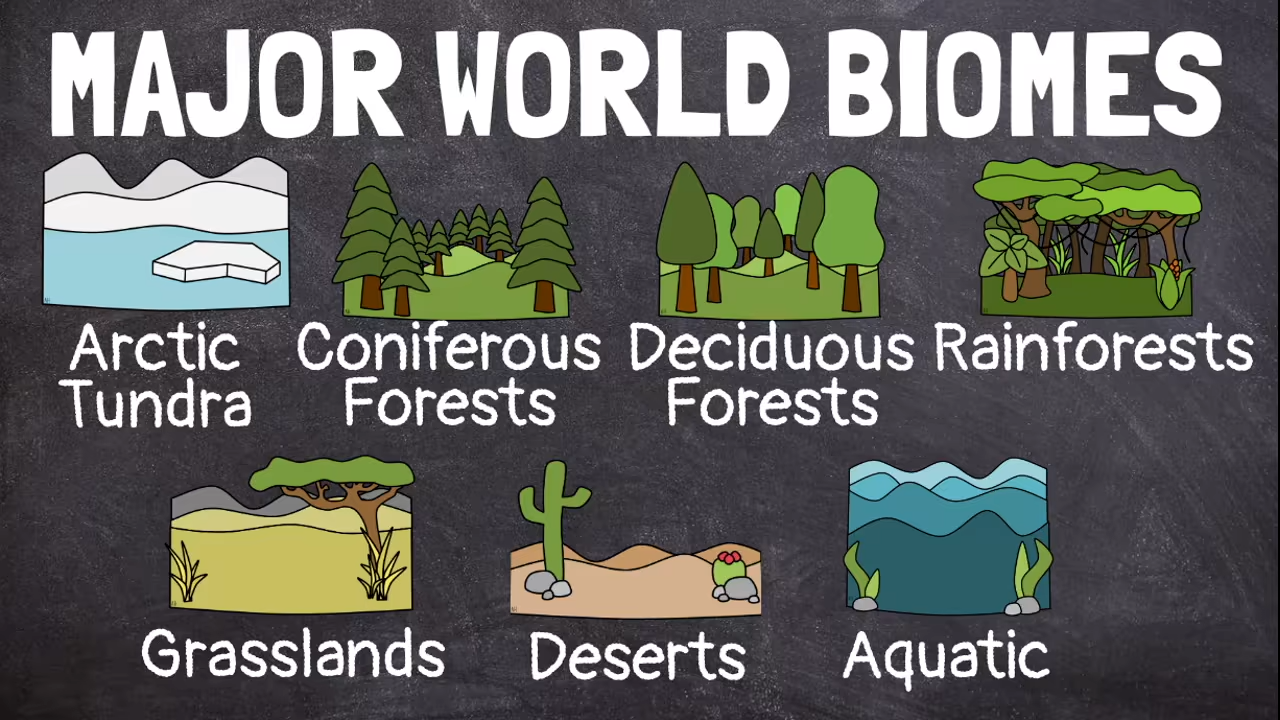 MAJOR WORLD BIOMES
Arctic
Tundra
Coniferous
Forests
Deciduous
Forests
Rainforests
Grasslands
Deserts
Aquatic